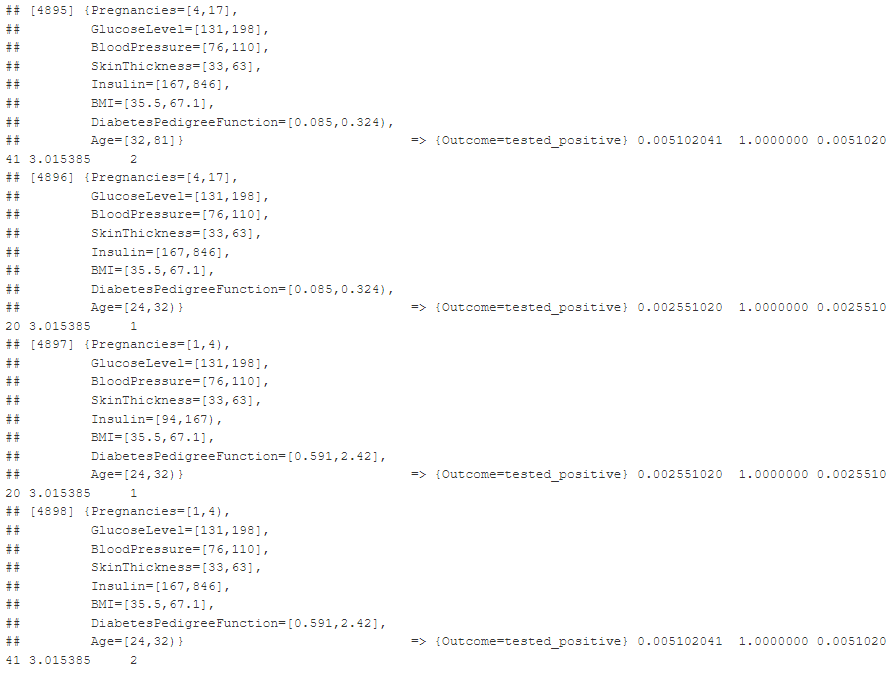 ## [4895] {Pregnancies=[4,17],
##         GlucoseLevel=[131,198],
##         BloodPressure=[76,110],
##         SkinThickness=[33,63],
##         Insulin=[167,846],
##         BMI=[35.5,67.1],
##         DiabetesPedigreeFunction=[0.085,0.324),
##         Age=[32,81]}                             => {Outcome=tested_positive} 0.005102041  1.0000000 0.0051020
41 3.015385     2
## [4896] {Pregnancies=[4,17],
##         GlucoseLevel=[131,198],
##         BloodPressure=[76,110],
##         SkinThickness=[33,63],
##         Insulin=[167,846],
##         BMI=[35.5,67.1],
##         DiabetesPedigreeFunction=[0.085,0.324),
##         Age=[24,32)}                             => {Outcome=tested_positive} 0.002551020  1.0000000 0.0025510
20 3.015385     1
## [4897] {Pregnancies=[1,4),
##         GlucoseLevel=[131,198],
##         BloodPressure=[76,110],
##         SkinThickness=[33,63],
##         Insulin=[94,167),
##         BMI=[35.5,67.1],
##         DiabetesPedigreeFunction=[0.591,2.42],
##         Age=[24,32)}                             => {Outcome=tested_positive} 0.002551020  1.0000000 0.0025510
20 3.015385     1
## [4898] {Pregnancies=[1,4),
##         GlucoseLevel=[131,198],
##         BloodPressure=[76,110],
##         SkinThickness=[33,63],
##         Insulin=[167,846],
##         BMI=[35.5,67.1],
##         DiabetesPedigreeFunction=[0.591,2.42],
##         Age=[24,32)}                             => {Outcome=tested_positive} 0.005102041  1.0000000 0.0051020
41 3.015385     2